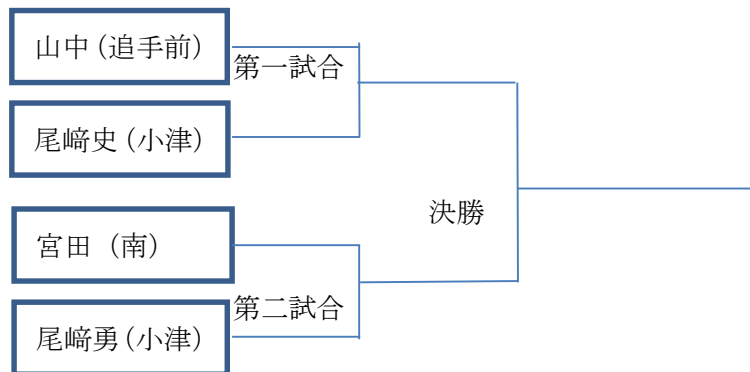 山中（追手前）
第一試合
尾﨑史（小津）
決勝
宮田（南）
第二試合
尾﨑勇（小津）